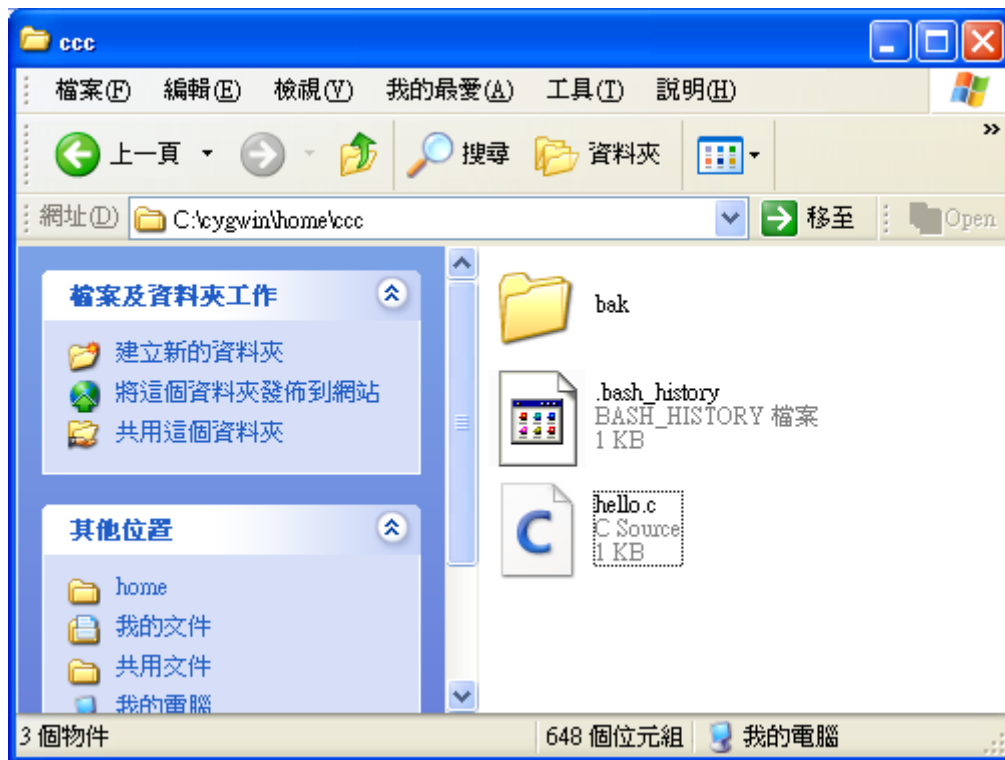 ccc
檔案(F) 編輯(E) 檢視(V) 我的最愛(A) 工具(T) 說明(H)
上一頁 搜尋 資料夾 »
網址(D) C:\cygwin\home\ccc 移至 Open
檔案及資料夾工作
建立新的資料夾
將這個資料夾發佈到網站
共用這個資料夾
其他位置
home
我的文件
共用文件
我的電腦
bak
.bash_history
BASH_HISTORY 檔案
1 KB
C
hello.c
C Source
1 KB
3 個物件 648 個位元組 我的電腦